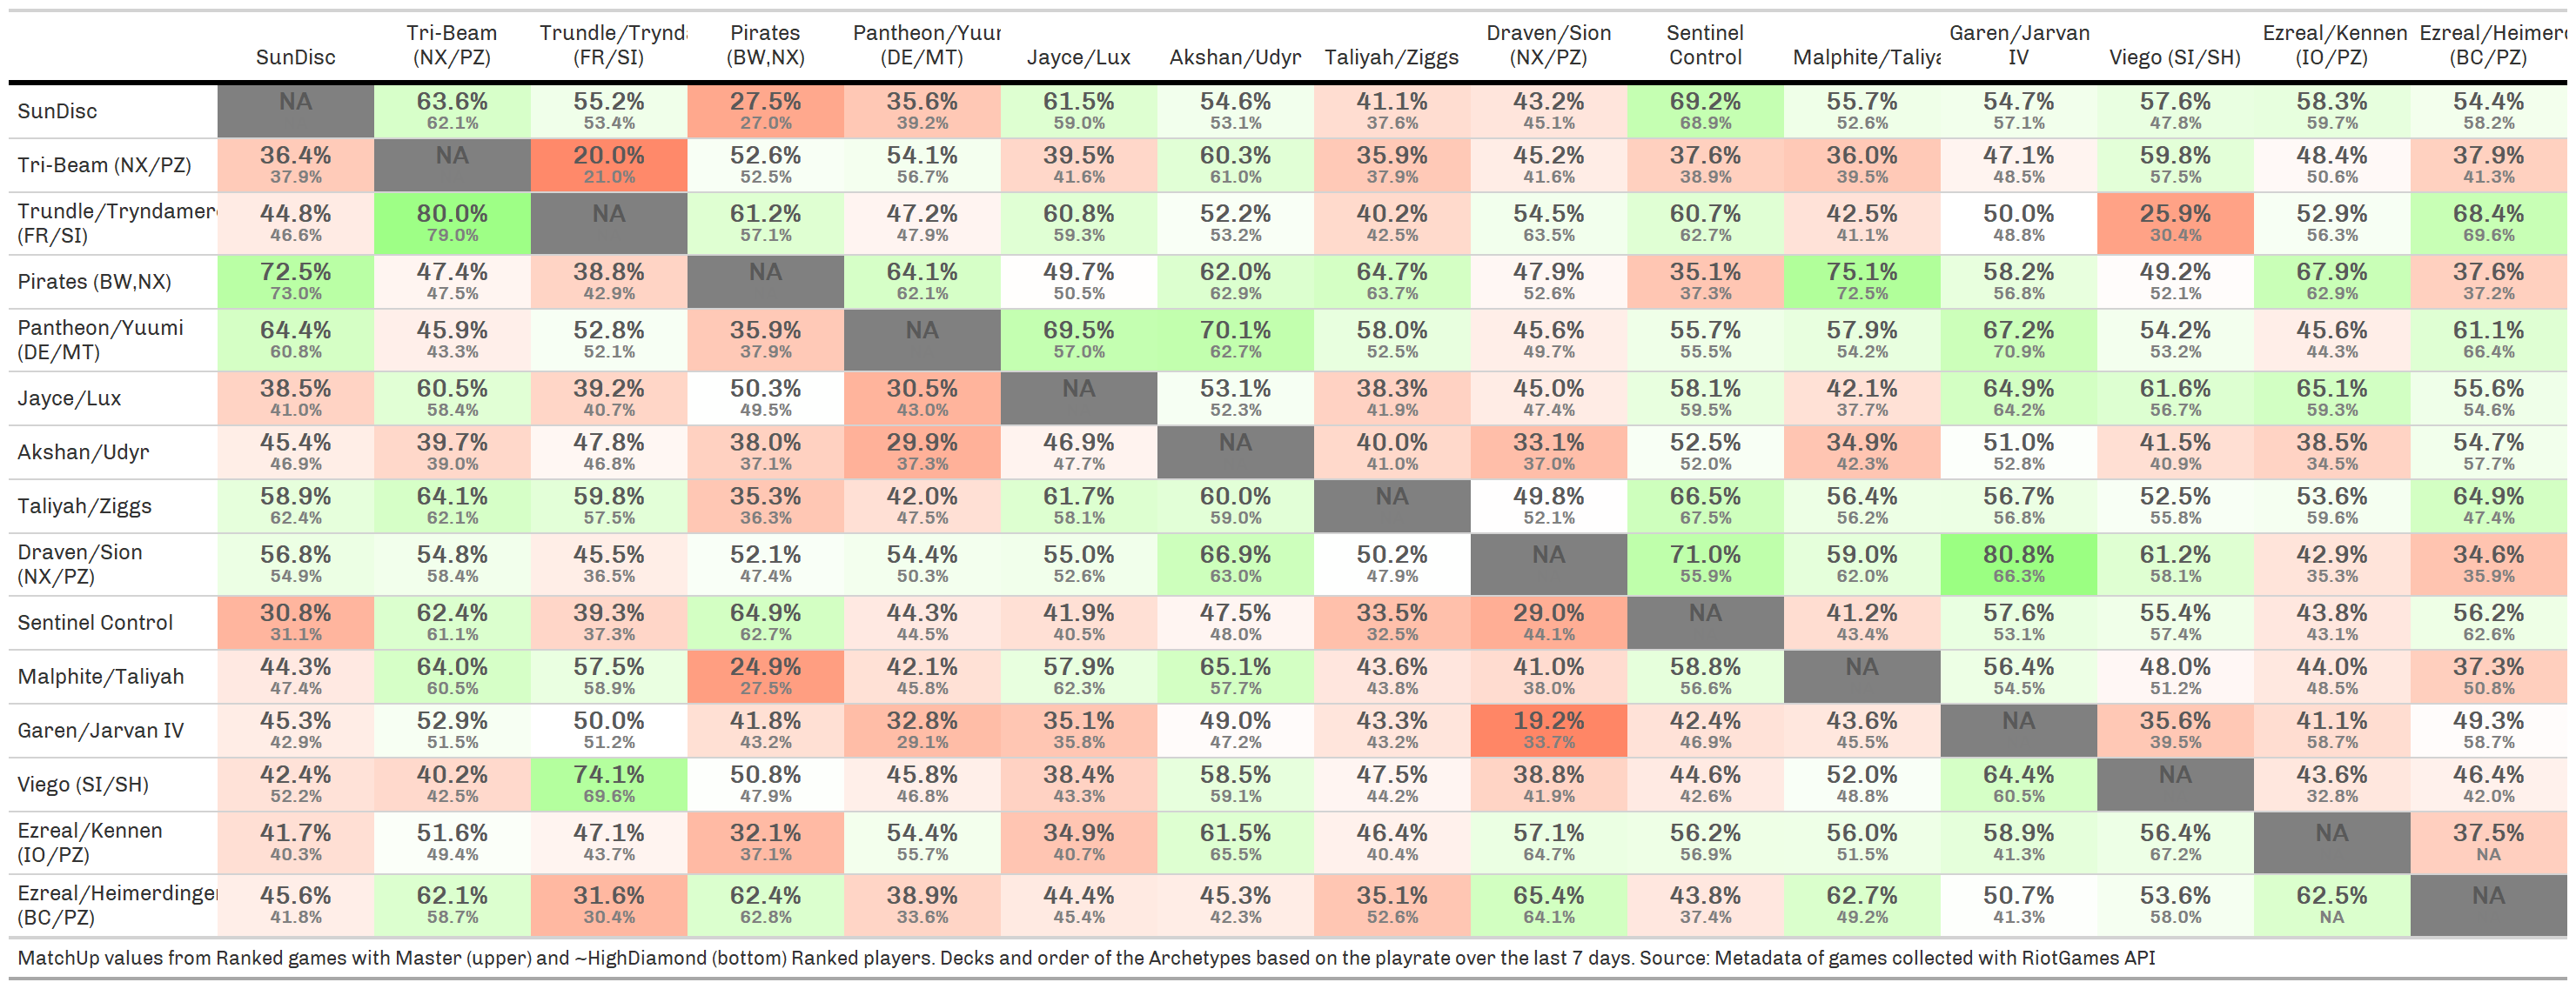 SunDisc Tri-Beam (NX/PZ) Trundle/Trynd (FR/SI) Pirates (BW,NX) Pantheon/Yuur (DE/MT) Jayce/Lux Akshan/Udyr Taliyah/Ziggs Draven/Sion (NX/PZ) Sentinel Control Malphite/Taliya Garen/Jarvan IV Viego (SI/SH) Ezreal/Kennen (IO/PZ) Ezreal/Heimer (BC/PZ)
SunDisc NA 63.6% 55.2% 27.5% 35.6% 61.5% 54.6% 41.1% 43.2% 69.2% 55.7% 54.7% 57.6% 58.3% 54.4%
62.1% 53.4% 27.0% 39.2% 59.0% 53.1% 37.6% 45.1% 68.9% 52.6% 57.1% 47.8% 59.7% 58.2%
Tri-Beam (NX/PZ) 36.4% NA 20.0% 52.6% 54.1% 39.5% 60.3% 35.9% 45.2% 37.6% 36.0% 47.1% 59.8% 48.4% 37.9%
37.9% 21.0% 52.5% 56.7% 41.6% 61.0% 37.9% 41.6% 38.9% 39.5% 48.5% 57.5% 50.6% 41.3%
Trundle/Tryndamer 44.8% 80.0% NA 61.2% 47.2% 60.8% 52.2% 40.2% 54.5% 60.7% 42.5% 50.0% 25.9% 52.9% 68.4%
(FR/SI) 46.6% 79.0% 57.1% 47.9% 59.3% 53.2% 42.5% 63.5% 62.7% 41.1% 48.8% 30.4% 56.3% 69.6%
Pirates (BW,NX) 72.5% 47.4% 38.8% NA 64.1% 49.7% 62.0% 64.7% 47.9% 35.1% 75.1% 58.2% 49.2% 67.9% 37.6%
73.0% 47.5% 42.9% 62.1% 50.5% 62.9% 63.7% 52.6% 37.3% 72.5% 56.8% 52.1% 62.9% 37.2%
Pantheon/Yuumi 64.4% 45.9% 52.8% 35.9% NA 69.5% 70.1% 58.0% 45.6% 55.7% 57.9% 67.2% 54.2% 45.6% 61.1%
(DE/MT) 60.8% 43.3% 52.1% 37.9% 57.0% 62.7% 52.5% 49.7% 55.5% 54.2% 70.9% 53.2% 44.3% 66.4%
Jayce/Lux 38.5% 60.5% 39.2% 50.3% 30.5% NA 53.1% 38.3% 45.0% 58.1% 42.1% 64.9% 61.6% 65.1% 55.6%
41.0% 58.4% 40.7% 49.5% 43.0% 52.3% 41.9% 47.4% 59.5% 37.7% 64.2% 56.7% 59.3% 54.6%
Akshan/Udyr 45.4% 39.7% 47.8% 38.0% 29.9% 46.9% NA 40.0% 33.1% 52.5% 34.9% 51.0% 41.5% 38.5% 54.7%
46.9% 39.0% 46.8% 37.1% 37.3% 47.7% 41.0% 37.0% 52.0% 42.3% 52.8% 40.9% 34.5% 57.7%
Taliyah/Ziggs 58.9% 64.1% 59.8% 35.3% 42.0% 61.7% 60.0% NA 49.8% 66.5% 56.4% 56.7% 52.5% 53.6% 64.9%
62.4% 62.1% 57.5% 36.3% 47.5% 58.1% 59.0% 52.1% 67.5% 56.2% 56.8% 55.8% 59.6% 47.4%
Draven/Sion 56.8% 54.8% 45.5% 52.1% 54.4% 55.0% 66.9% 50.2% NA 71.0% 59.0% 80.8% 61.2% 42.9% 34.6%
(NX/PZ) 54.9% 58.4% 36.5% 47.4% 50.3% 52.6% 63.0% 47.9% 55.9% 62.0% 66.3% 58.1% 35.3% 35.9%
Sentinel Control 30.8% 62.4% 39.3% 64.9% 44.3% 41.9% 47.5% 33.5% 29.0% NA 41.2% 57.6% 55.4% 43.8% 56.2%
31.1% 61.1% 37.3% 62.7% 44.5% 40.5% 48.0% 32.5% 44.1% 43.4% 53.1% 57.4% 43.1% 62.6%
Malphite/Taliyah 44.3% 64.0% 57.5% 24.9% 42.1% 57.9% 65.1% 43.6% 41.0% 58.8% NA 56.4% 48.0% 44.0% 37.3%
47.4% 60.5% 58.9% 27.5% 45.8% 62.3% 57.7% 43.8% 38.0% 56.6% 54.5% 51.2% 48.5% 50.8%
Garen/Jarvan IV 45.3% 52.9% 50.0% 41.8% 32.8% 35.1% 49.0% 43.3% 19.2% 42.4% 43.6% NA 35.6% 41.1% 49.3%
42.9% 51.5% 51.2% 43.2% 29.1% 35.8% 47.2% 43.2% 33.7% 46.9% 45.5% 39.5% 58.7% 58.7%
Viego (SI/SH) 42.4% 40.2% 74.1% 50.8% 45.8% 38.4% 58.5% 47.5% 38.8% 44.6% 52.0% 64.4% NA 43.6% 46.4%
52.2% 42.5% 69.6% 47.9% 46.8% 43.3% 59.1% 44.2% 41.9% 42.6% 48.8% 60.5% 32.8% 42.0%
Ezreal/Kennen 41.7% 51.6% 47.1% 32.1% 54.4% 34.9% 61.5% 46.4% 57.1% 56.2% 56.0% 58.9% 56.4% NA 37.5%
(IO/PZ) 40.3% 49.4% 43.7% 37.1% 55.7% 40.7% 65.5% 40.4% 64.7% 56.9% 51.5% 41.3% 67.2% NA
Ezreal/Heimerdinger 45.6% 62.1% 31.6% 62.4% 38.9% 44.4% 45.3% 35.1% 65.4% 43.8% 62.7% 50.7% 53.6% 62.5% NA
(BC/PZ) 41.8% 58.7% 30.4% 62.8% 33.6% 45.4% 42.3% 52.6% 64.1% 37.4% 49.2% 41.3% 58.0% NA
MatchUp values from Ranked games with Master (upper) and ~HighDiamond (bottom) Ranked players. Decks and order of the Archetypes based on the playrate over the last 7 days. Source: Metadata of games collected with RiotGames API